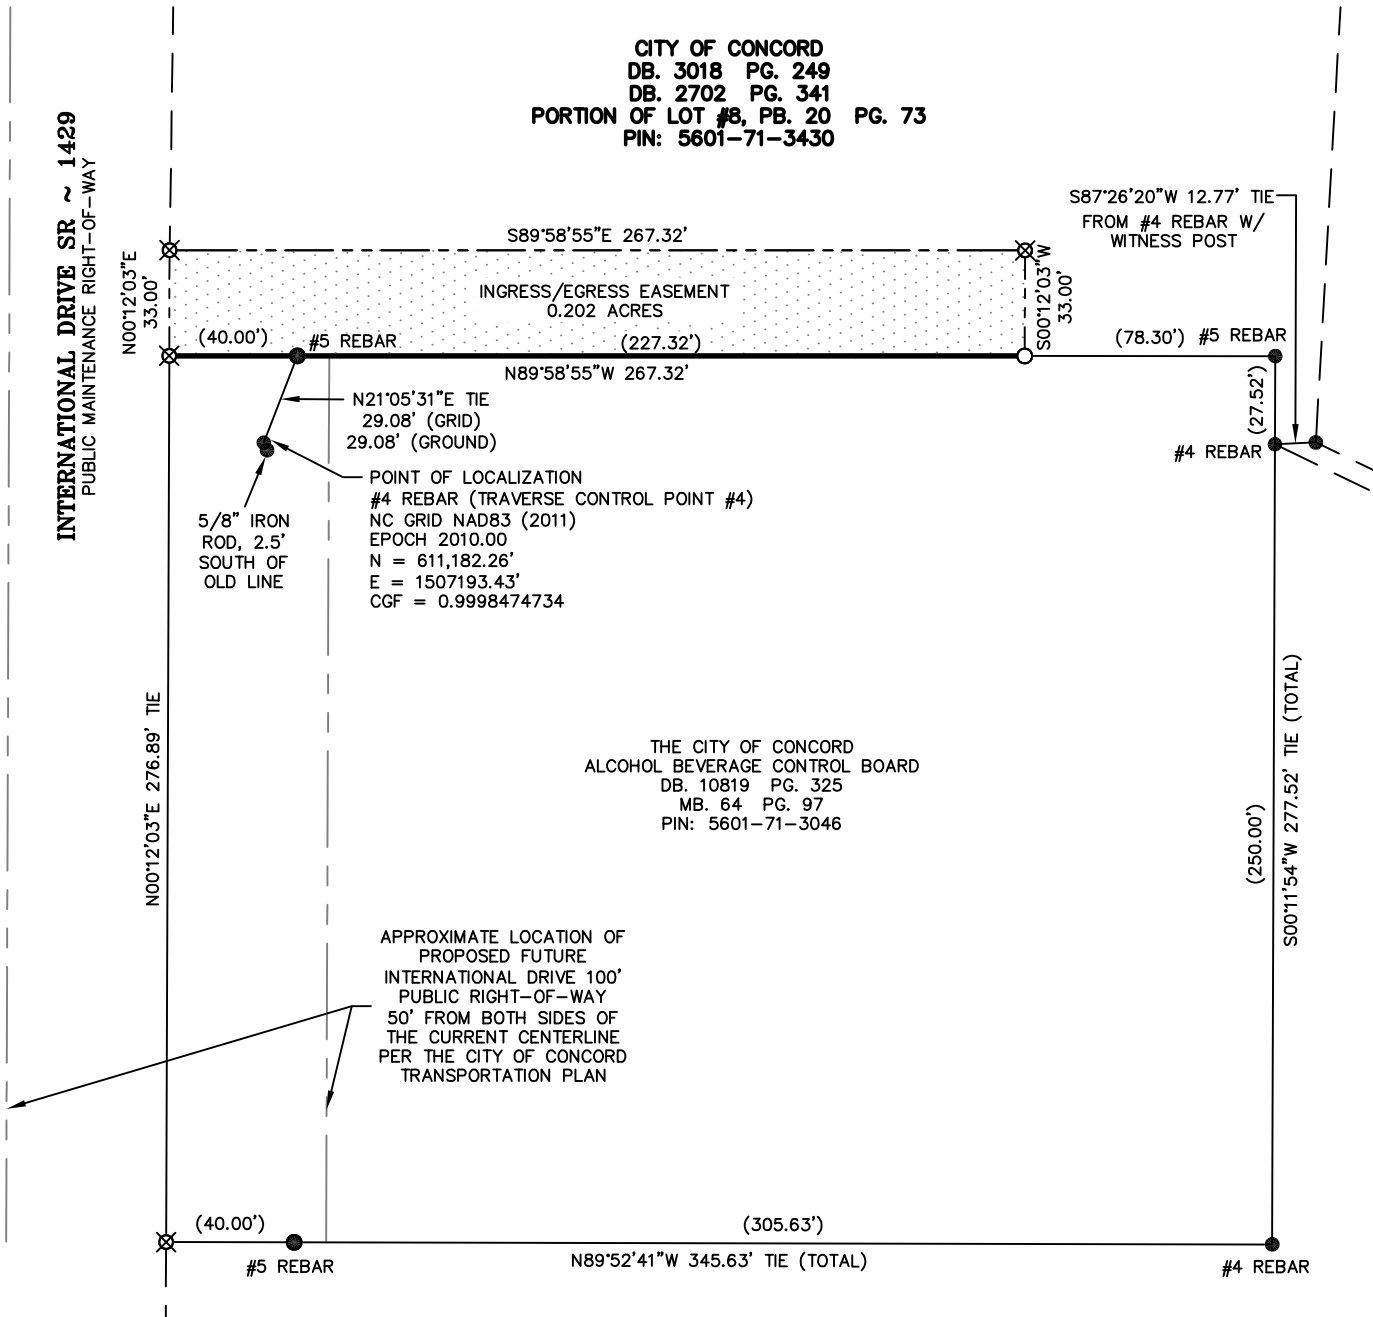 CITY OF CONCORD
DB. 3018 PG. 249
DB. 2702 PG. 341
PORTION OF LOT #8, PB. 20 PG. 73
PIN: 5601-71-3430
INTERNATIONAL DRIVE SR ~ 1429
PUBLIC MAINTENANCE RIGHT-OF-WAY
S87°26'20"W 12.77' TIE
FROM #4 REBAR W/
WITNESS POST
S89°58'55"E 267.32'
N00°12'03"E
33.00'
INGRESS/EGRESS EASEMENT
0.202 ACRES
S00°12'03"W
33.00'
(40.00')
#5 REBAR
(227.32')
(78.30')
#5 REBAR
N89°58'55"W 267.32'
(27.52')
N21°05'31"E TIE
29.08' (GRID)
29.08' (GROUND)
#4 REBAR
POINT OF LOCALIZATION
#4 REBAR (TRAVERSE CONTROL POINT #4)
NC GRID NAD83 (2011)
EPOCH 2010.00
N = 611,182.26'
E = 1507193.43'
CGF = 0.9998474734
5/8" IRON
ROD, 2.5'
SOUTH OF
OLD LINE
N00°12'03"E 276.89' TIE
THE CITY OF CONCORD
ALCOHOL BEVERAGE CONTROL BOARD
DB. 10819 PG. 325
MB. 64 PG. 97
PIN: 5601-71-3046
(250.00')
S00°11'54"W 277.52' TIE (TOTAL)
APPROXIMATE LOCATION OF
PROPOSED FUTURE
INTERNATIONAL DRIVE 100'
PUBLIC RIGHT-OF-WAY
50' FROM BOTH SIDES OF
THE CURRENT CENTERLINE
PER THE CITY OF CONCORD
TRANSPORTATION PLAN
(40.00')
(305.63')
#5 REBAR
N89°52'41"W 345.63' TIE (TOTAL)
#4 REBAR